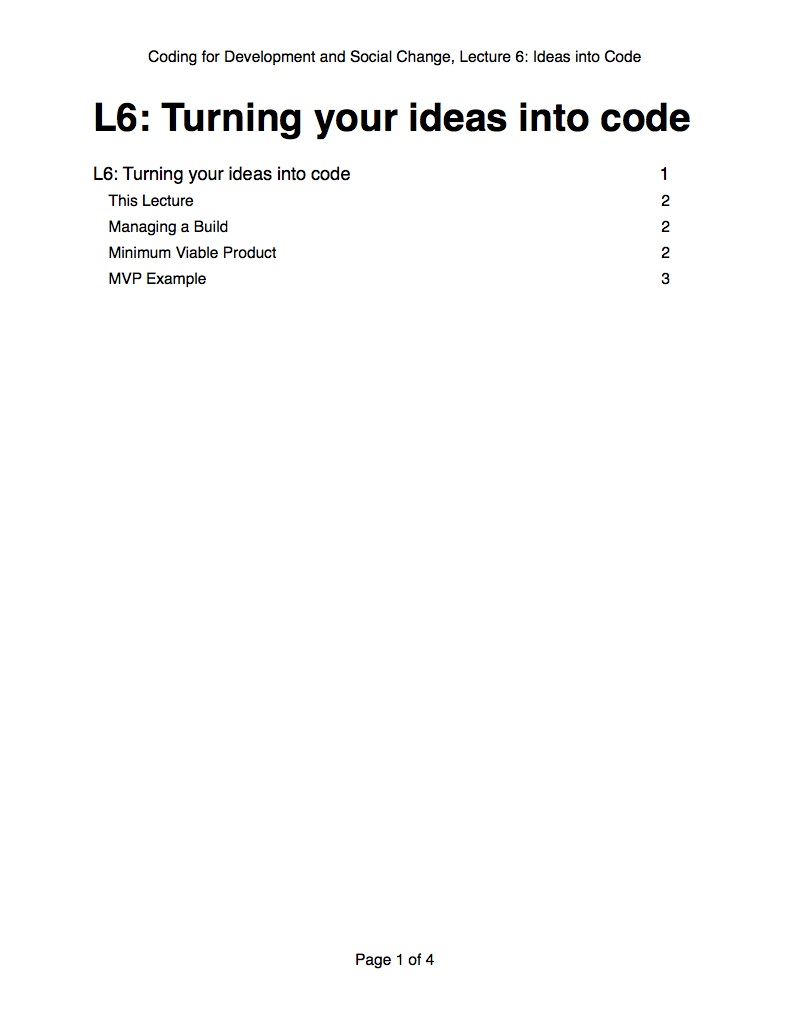 Coding for Development and Social Change, Lecture 6: Ideas into Code
L6: Turning your ideas into code
L6: Turning your ideas into code 1
This Lecture 2
Managing a Build 2
Minimum Viable Product 2
MVP Example 3
Page 1 of 4